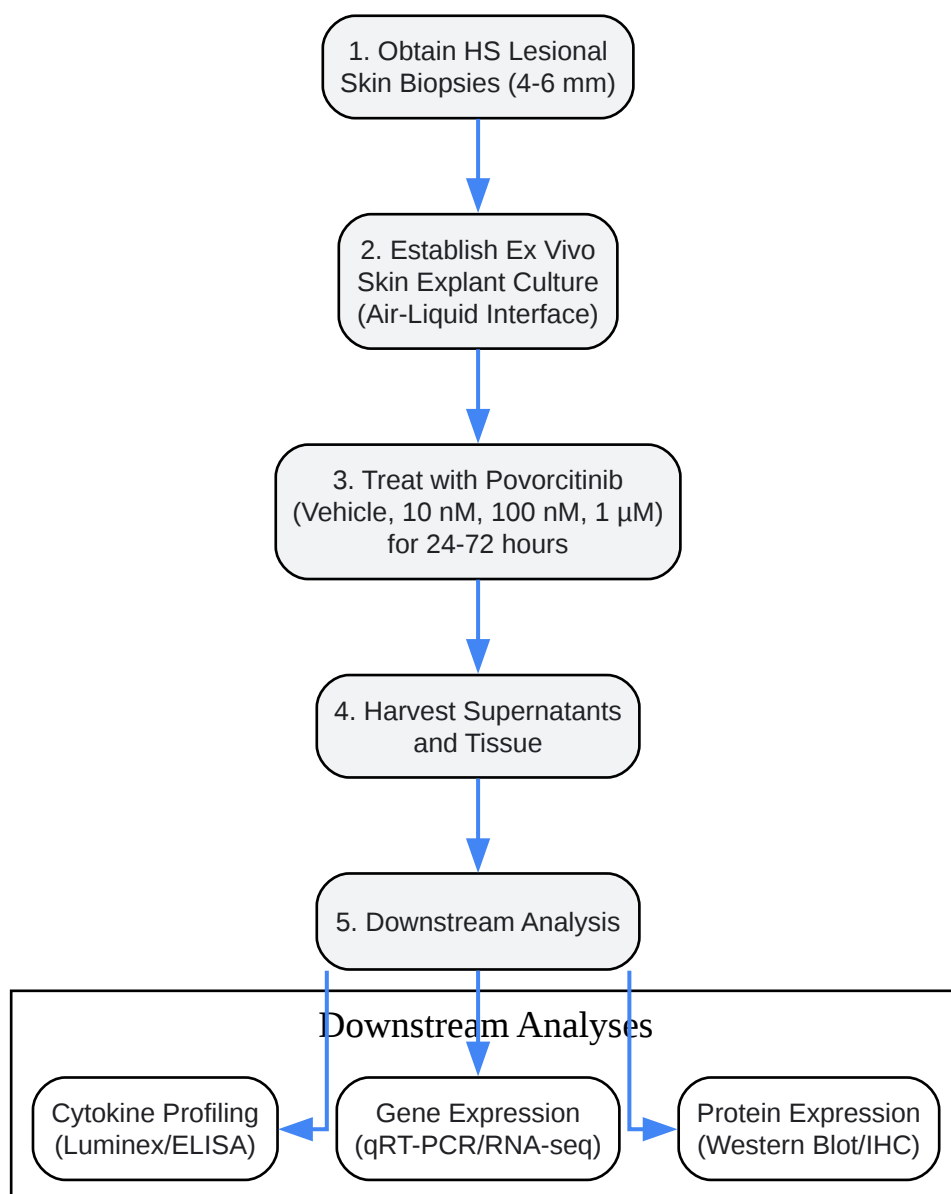 1. Obtain HS Lesional
Skin Biopsies (4-6 mm)
2. Establish Ex Vivo
Skin Explant Culture
(Air-Liquid Interface)
3. Treat with Povorcitinib
(Vehicle, 10 nM, 100 nM, 1 µM)
for 24-72 hours
4. Harvest Supernatants
and Tissue
5. Downstream Analysis
Downstream Analyses
Cytokine Profiling
(Luminex/ELISA)
Gene Expression
(qRT-PCR/RNA-seq)
Protein Expression
(Western Blot/IHC)